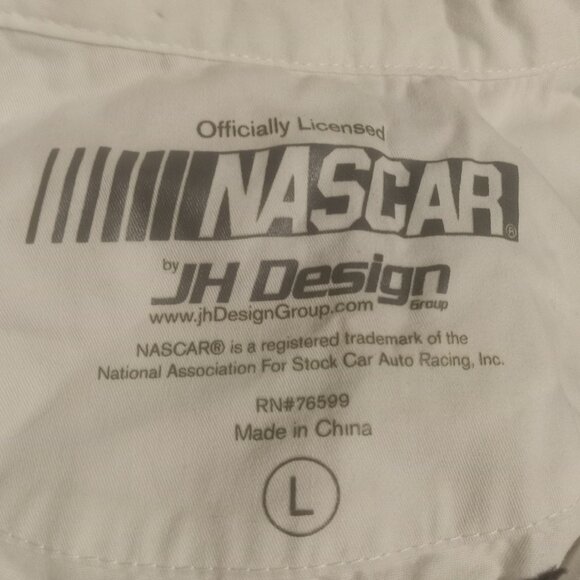 Officially Licensed
NASCAR®
by JH Design
Group
www.jhDesignGroup.com
NASCAR® is a registered trademark of the
National Association For Stock Car Auto Racing, Inc.
RN#76599
Made in China
L